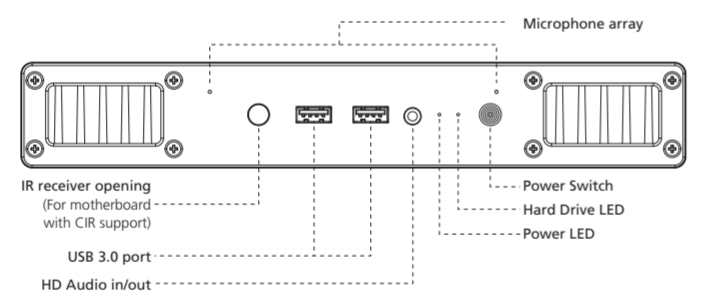 Microphone array
IR receiver opening
(For motherboard
with CIR support)
USB 3.0 port
HD Audio in/out
Power Switch
Hard Drive LED
Power LED